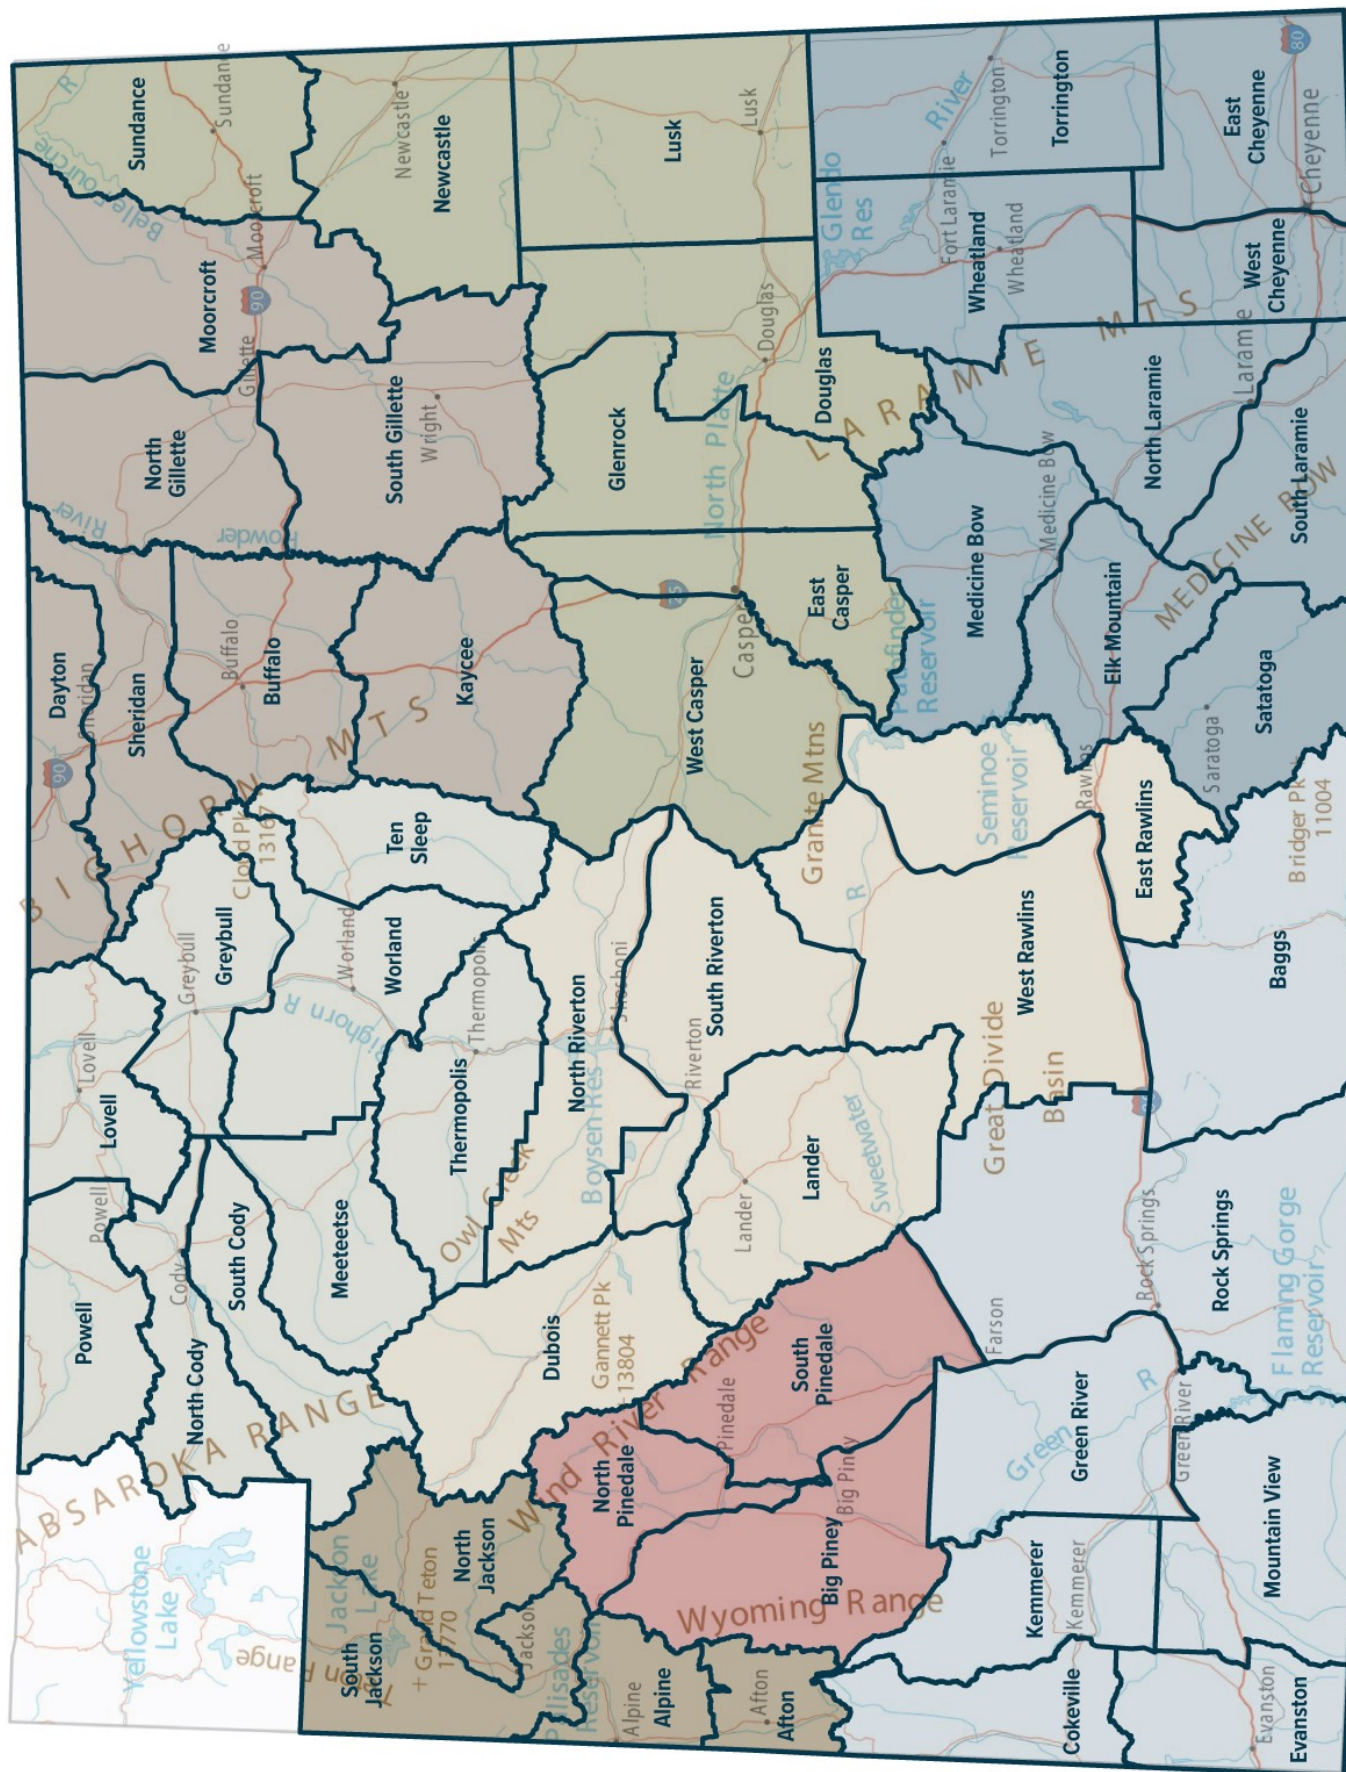 ABSAROKA RANGE
Yellowstone
Lake
Teton Range
Jackson
Lake
+ Grand Teton
13770
South
Jackson
North
Jackson
Jackson
Palisades
Reservoir
Alpine
Alpine
Afton
Afton
Powell
Powell
North Cody
Cody
South Cody
Meeteetse
Lovell
Lovell
Greybull
Greybull
Worland
Worland
Bighorn R
Ten
Sleep
Thermopolis
Thermopolis
Owl Creek
Mts
BIGHORN MTS
Cloud Pk
13167
90
Dayton
Sheridan
Sheridan
Buffalo
Buffalo
Kaycee
Powder
River
North
Gillette
Gillette
South Gillette
Wright
Moorcroft
Moorcroft
90
Belle Fourche
R
Sundance
Sundance
Newcastle
Newcastle
Lusk
Lusk
Dubois
Gannett Pk
13804
Wind River Range
North
Pinedale
Pinedale
South
Pinedale
Big Piney
Big Piney
Wyoming Range
North Riverton
Boysen Res
Shoshoni
Riverton
South Riverton
Lander
Lander
Sweetwater
R
Granite Mtns
West Casper
Casper
25
East
Casper
North Platte
Glenrock
Douglas
Douglas
LARAMIE MTS
Glendo
Res
River
Fort Laramie
Torrington
Torrington
Wheatland
Wheatland
Pathfinder
Reservoir
Seminoe
Reservoir
Medicine Bow
Medicine Bow
Elk Mountain
North Laramie
Laramie
South Laramie
MEDICINE BOW
West
Cheyenne
East
Cheyenne
Cheyenne
80
Rawlins
West Rawlins
East Rawlins
Great Divide
Basin
Satatoga
Saratoga
Bridger Pk
11004
Baggs
Farson
Rock Springs
Rock Springs
Flaming Gorge
Reservoir
Green River
Green River
Green
R
Kemmerer
Kemmerer
Cokeville
Mountain View
Evanston
Evanston